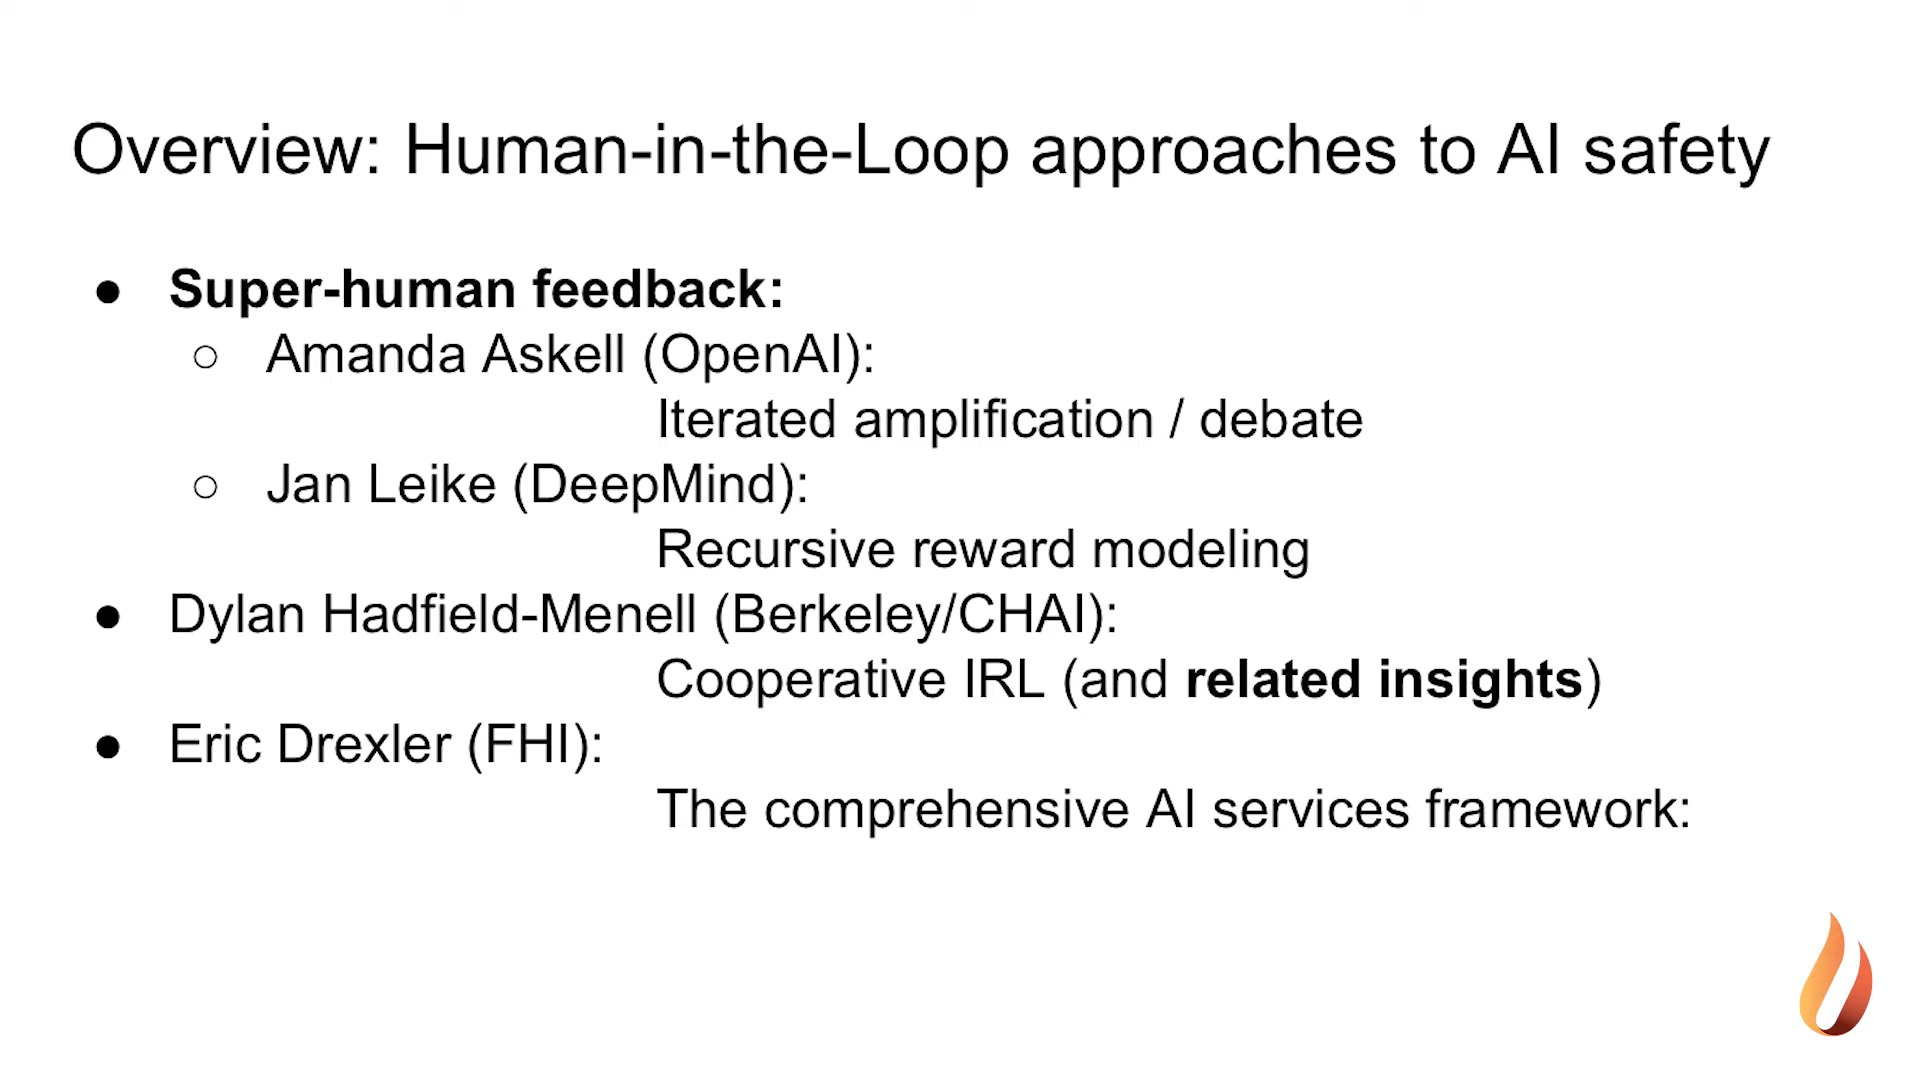 Overview: Human-in-the-Loop approaches to AI safety
● Super-human feedback:
○ Amanda Askell (OpenAI):
Iterated amplification / debate
○ Jan Leike (DeepMind):
Recursive reward modeling
● Dylan Hadfield-Menell (Berkeley/CHAI):
Cooperative IRL (and related insights)
● Eric Drexler (FHI):
The comprehensive AI services framework: